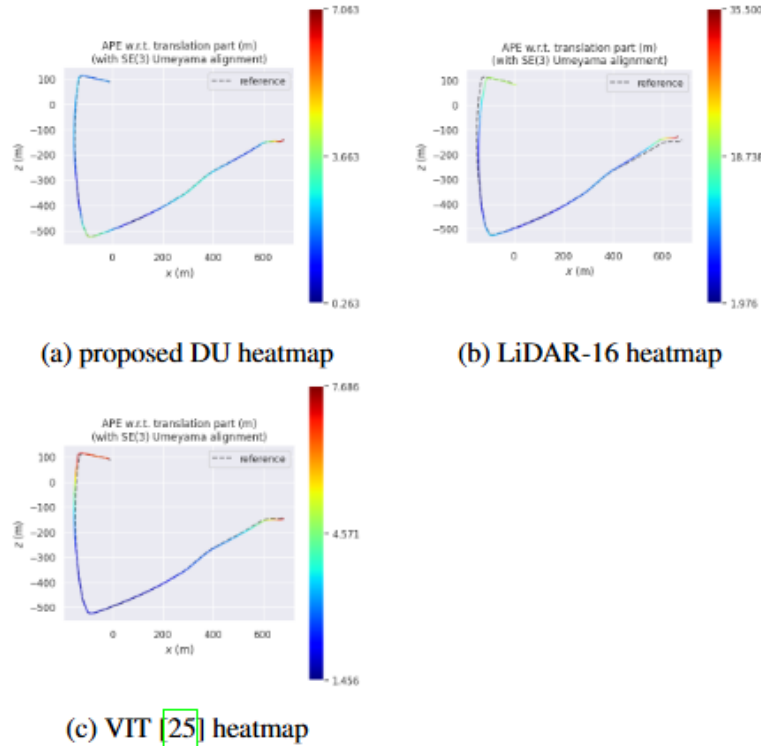 7.063
APE w.r.t. translation part (m)
(with SE(3) Umeyama alignment)
reference
100
0
−100
−200
−300
−400
−500
z (m)
0
200
400
600
x (m)
3.663
0.263
(a) proposed DU heatmap
35.500
APE w.r.t. translation part (m)
(with SE(3) Umeyama alignment)
reference
100
0
−100
−200
−300
−400
−500
z (m)
0
200
400
600
x (m)
18.738
1.976
(b) LiDAR-16 heatmap
7.686
APE w.r.t. translation part (m)
(with SE(3) Umeyama alignment)
reference
100
0
−100
−200
−300
−400
−500
z (m)
0
200
400
600
x (m)
4.571
1.456
(c) VIT [25] heatmap